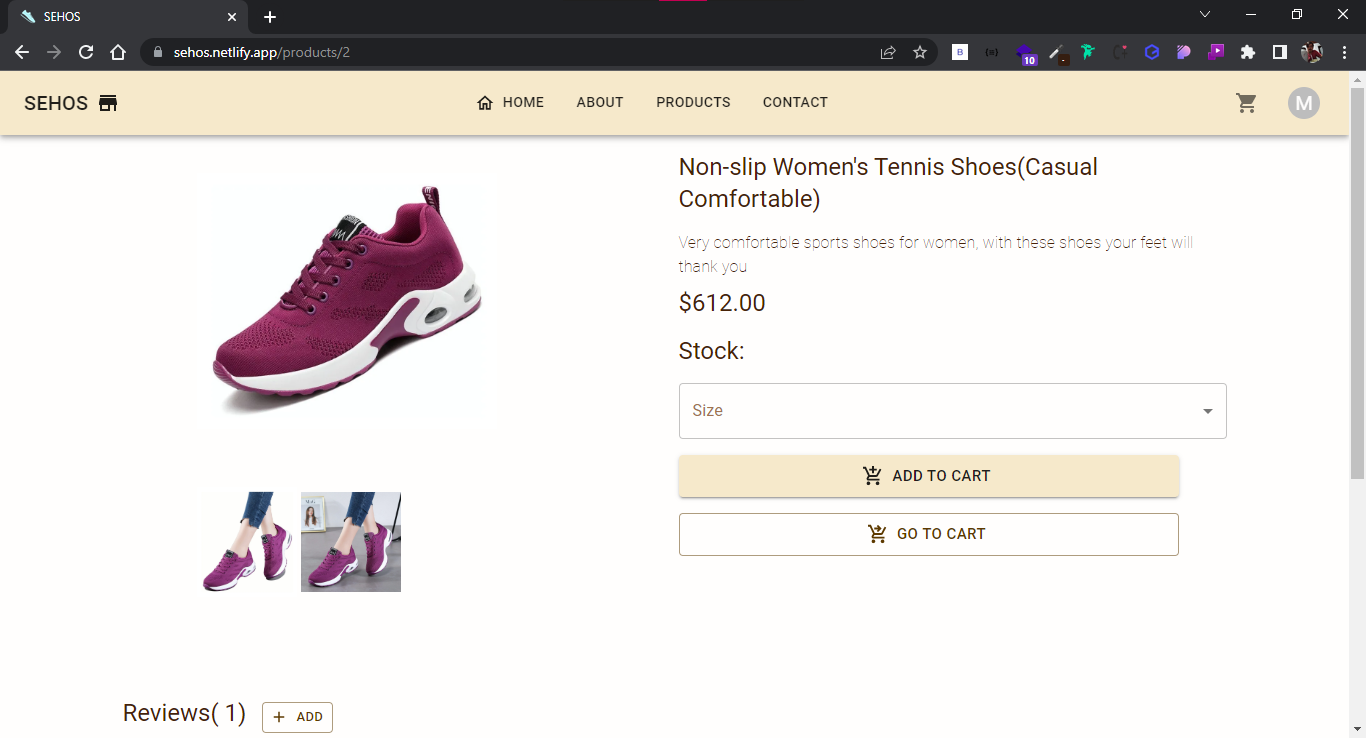 SEHOS
sehos.netlify.app/products/2
B
10
SEHOS
HOME
ABOUT
PRODUCTS
CONTACT
M
Non-slip Women's Tennis Shoes(Casual
Comfortable)
Very comfortable sports shoes for women, with these shoes your feet will
thank you
$612.00
Stock:
Size
ADD TO CART
GO TO CART
Reviews( 1)
+ ADD